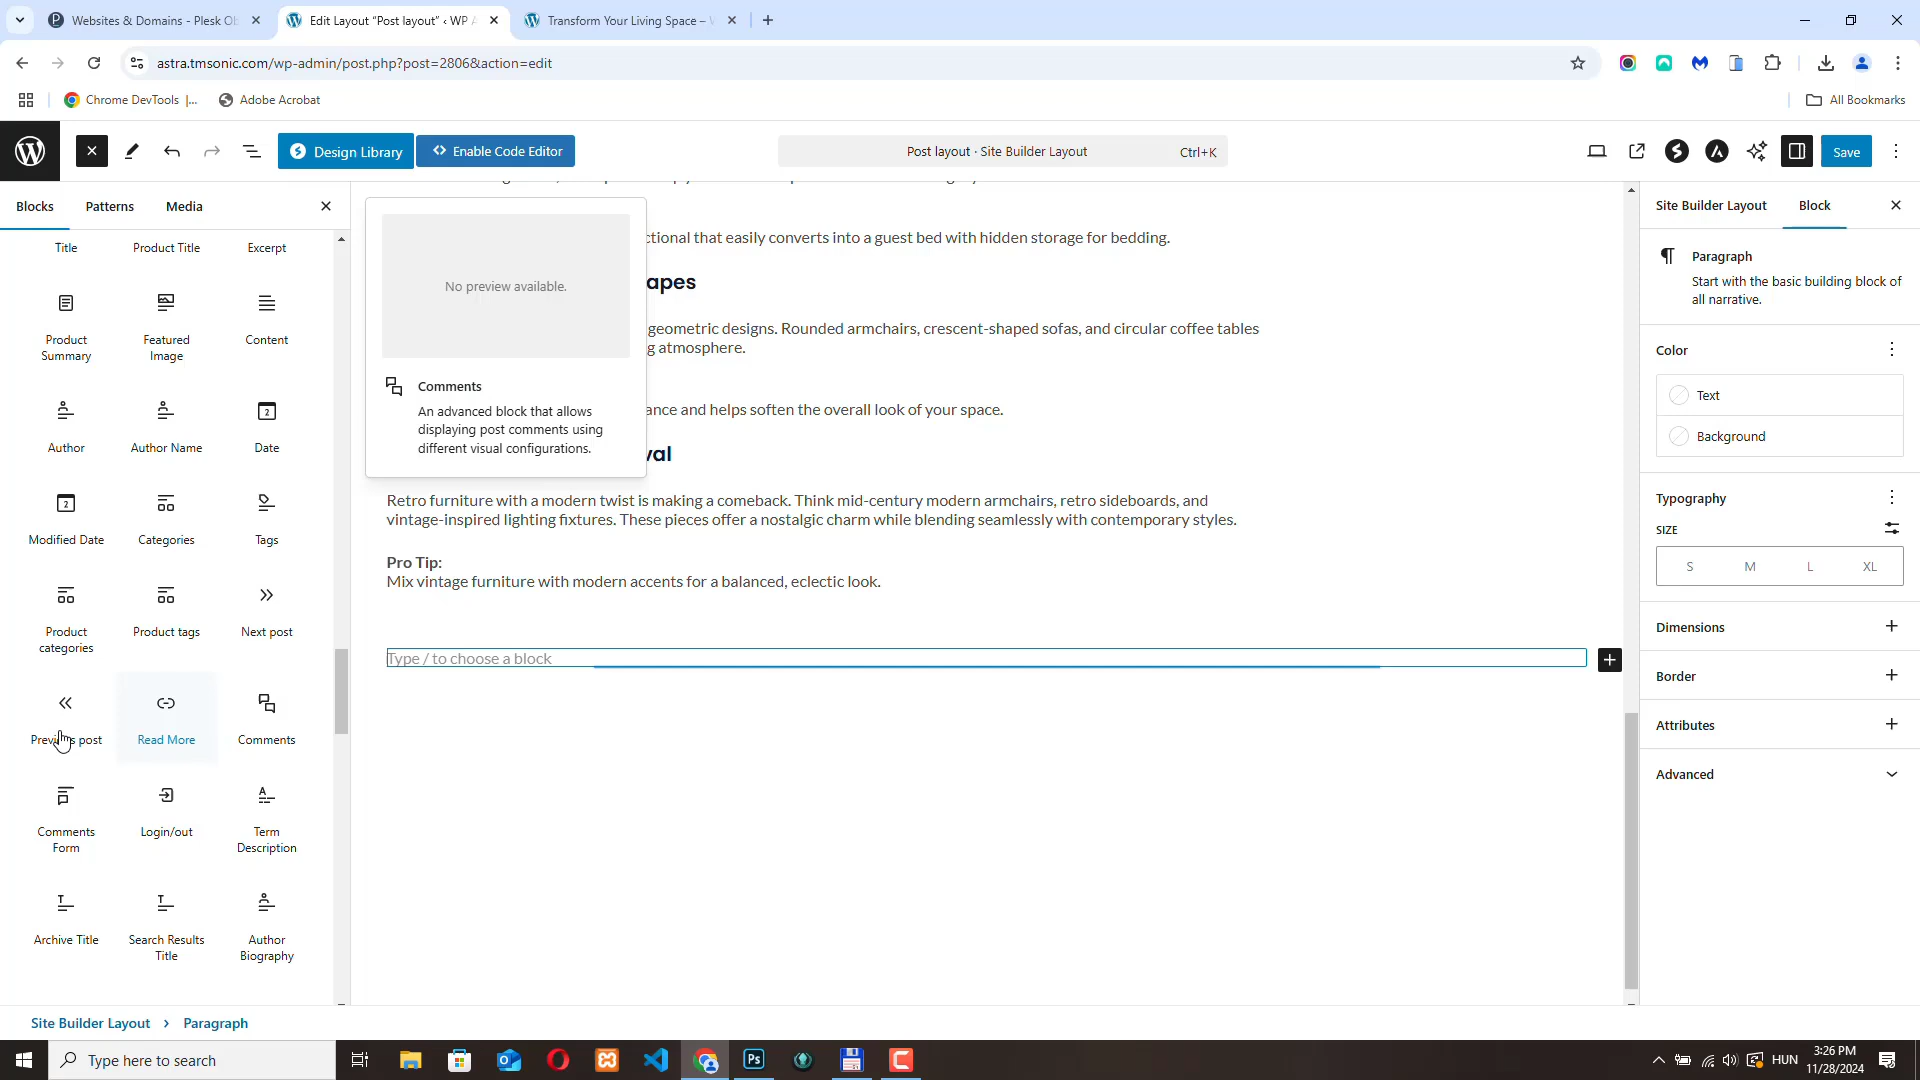 Websites & Domains - Plesk Ob
Edit Layout “Post layout” ‹ WP A
Transform Your Living Space – W
astra.tmsonic.com/wp-admin/post.php?post=2806&action=edit
Chrome DevTools |...
Adobe Acrobat
All Bookmarks
Design Library
Enable Code Editor
Post layout · Site Builder Layout
Ctrl+K
Save
Blocks
Patterns
Media
Title
Product Title
Excerpt
Product
Summary
Featured
Image
Content
Author
Author Name
Date
Modified Date
Categories
Tags
Product
categories
Product tags
Next post
Previous post
Read More
Comments
Comments
Form
Login/out
Term
Description
Archive Title
Search Results
Title
Author
Biography
No preview available.
Comments
An advanced block that allows
displaying post comments using
different visual configurations.
ctional that easily converts into a guest bed with hidden storage for bedding.
apes
geometric designs. Rounded armchairs, crescent-shaped sofas, and circular coffee tables
g atmosphere.
ance and helps soften the overall look of your space.
val
Retro furniture with a modern twist is making a comeback. Think mid-century modern armchairs, retro sideboards, and
vintage-inspired lighting fixtures. These pieces offer a nostalgic charm while blending seamlessly with contemporary styles.
Pro Tip:
Mix vintage furniture with modern accents for a balanced, eclectic look.
Type / to choose a block
Site Builder Layout
Block
Paragraph
Start with the basic building block of
all narrative.
Color
Text
Background
Typography
SIZE
S
M
L
XL
Dimensions
Border
Attributes
Advanced
Site Builder Layout › Paragraph
Type here to search
HUN
3:26 PM
11/28/2024